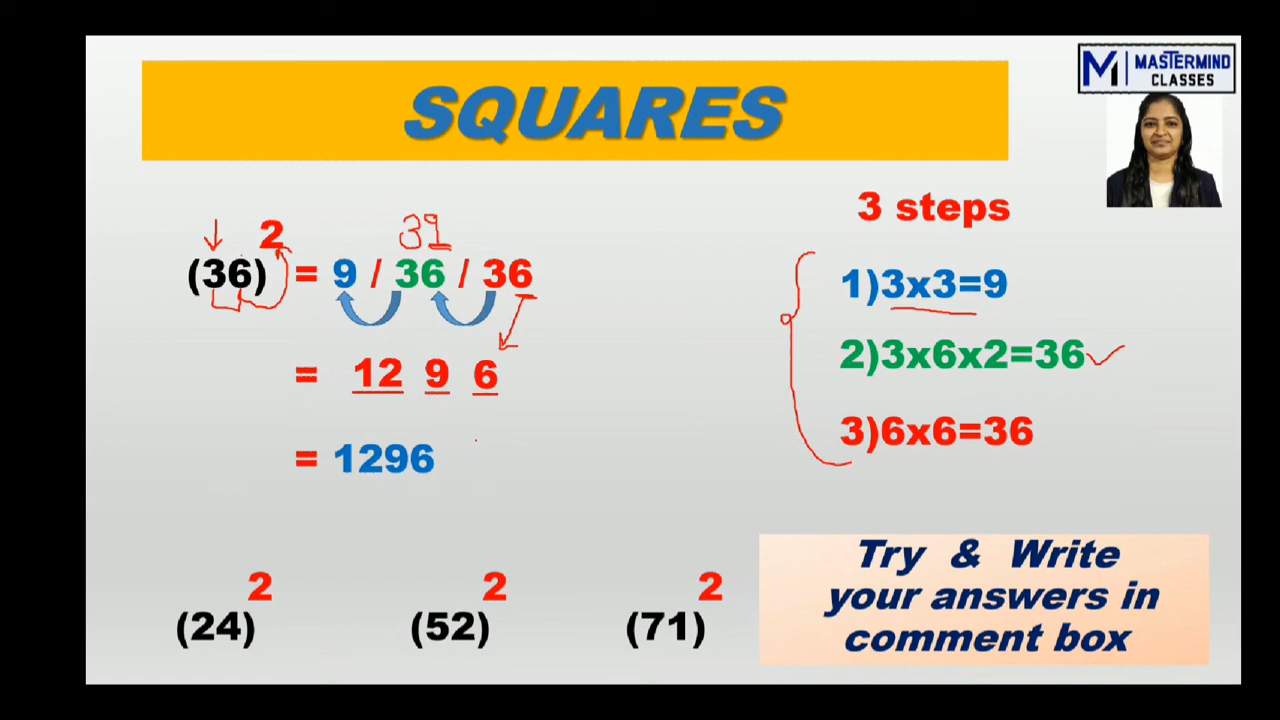 MASTERMIND
CLASSES
SQUARES
3 steps
39
(36)² = 9 / 36 / 36
1)3x3=9
2)3x6x2=36
= 12 9 6
3)6x6=36
= 1296
Try & Write
your answers in
comment box
(24)² (52)² (71)²